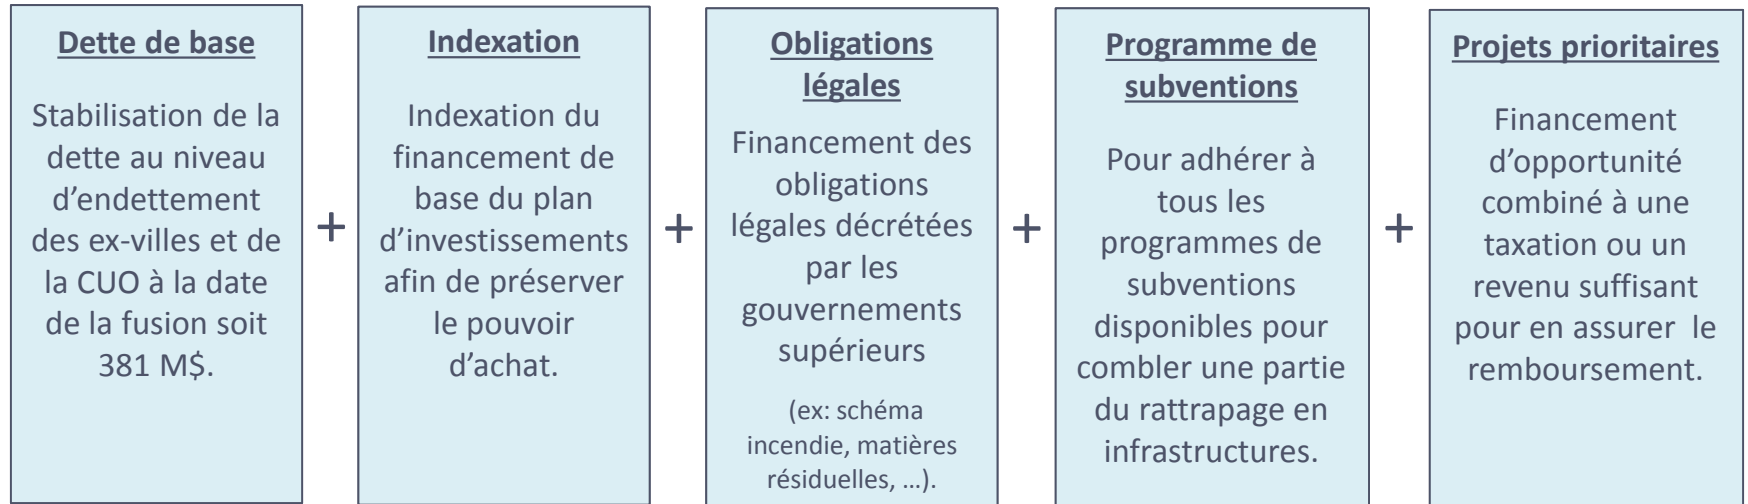 Dette de base
Stabilisation de la
dette au niveau
d’endettement
des ex-villes et de
la CUO à la date
de la fusion soit
381 M$.
+
Indexation
Indexation du
financement de
base du plan
d’investissements
afin de préserver
le pouvoir
d’achat.
+
Obligations
légales
Financement des
obligations
légales décrétées
par les
gouvernements
supérieurs
(ex: schéma
incendie, matières
résiduelles, …).
+
Programme de
subventions
Pour adhérer à
tous les
programmes de
subventions
disponibles pour
combler une partie
du rattrapage en
infrastructures.
+
Projets prioritaires
Financement
d’opportunité
combiné à une
taxation ou un
revenu suffisant
pour en assurer  le
remboursement.